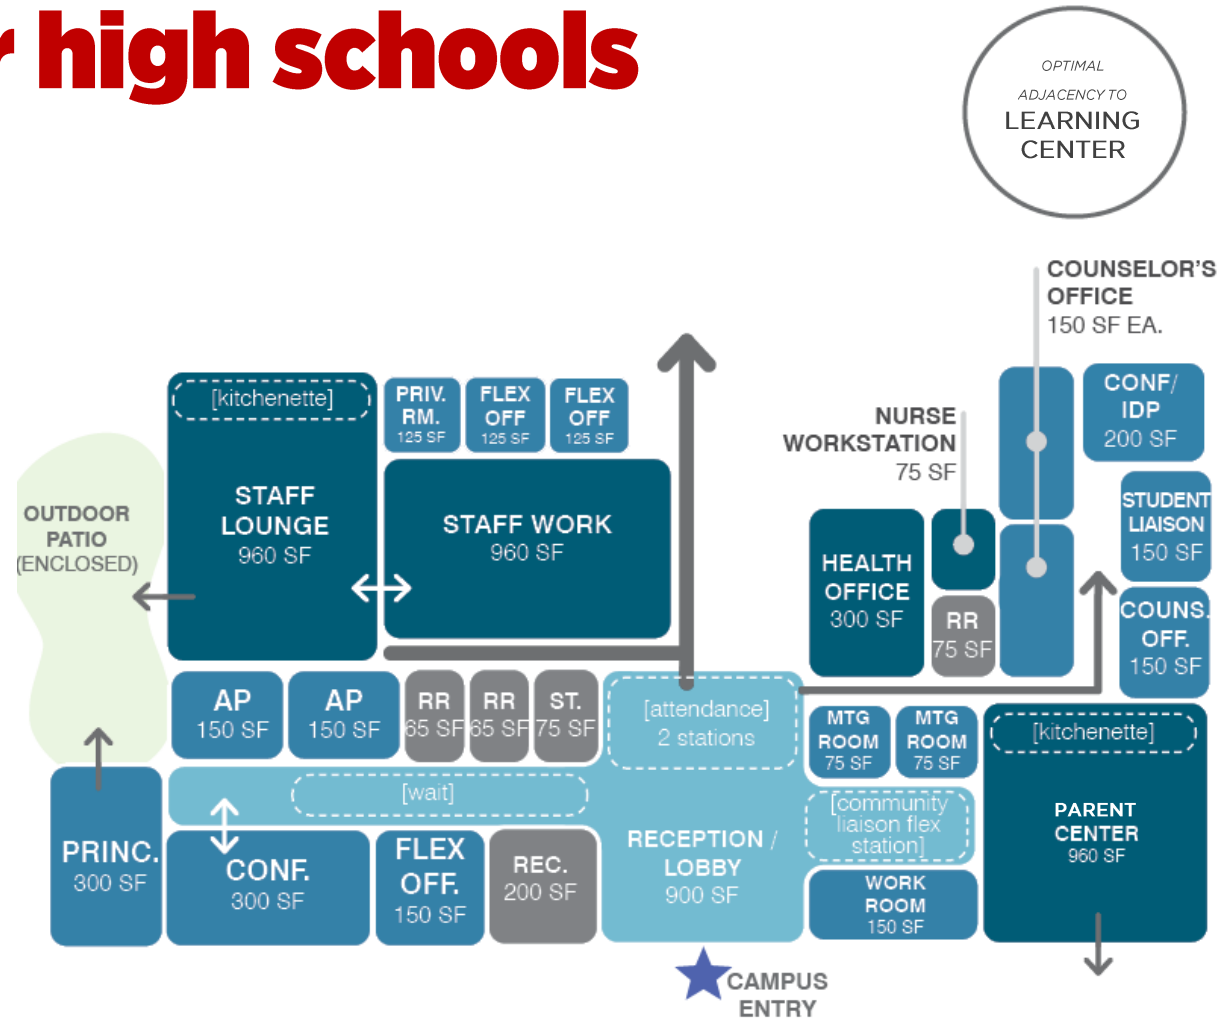 r high schools
OPTIMAL
ADJACENCY TO
LEARNING
CENTER
COUNSELOR'S
OFFICE
150 SF EA.
NURSE
WORKSTATION
75 SF
[kitchenette]
STAFF
LOUNGE
960 SF
PRIV.
RM.
125 SF
FLEX
OFF
125 SF
FLEX
OFF
125 SF
STAFF WORK
960 SF
OUTDOOR
PATIO
(ENCLOSED)
CONF/
IDP
200 SF
STUDENT
LIAISON
150 SF
HEALTH
OFFICE
300 SF
RR
75 SF
COUNS.
OFF.
150 SF
AP
150 SF
AP
150 SF
RR
65 SF
RR
65 SF
ST.
75 SF
[attendance]
2 stations
MTG
ROOM
75 SF
MTG
ROOM
75 SF
[kitchenette]
PARENT
CENTER
960 SF
[wait]
[community
liaison flex
station]
PRINC.
300 SF
CONF.
300 SF
FLEX
OFF.
150 SF
REC.
200 SF
RECEPTION /
LOBBY
900 SF
WORK
ROOM
150 SF
CAMPUS
ENTRY